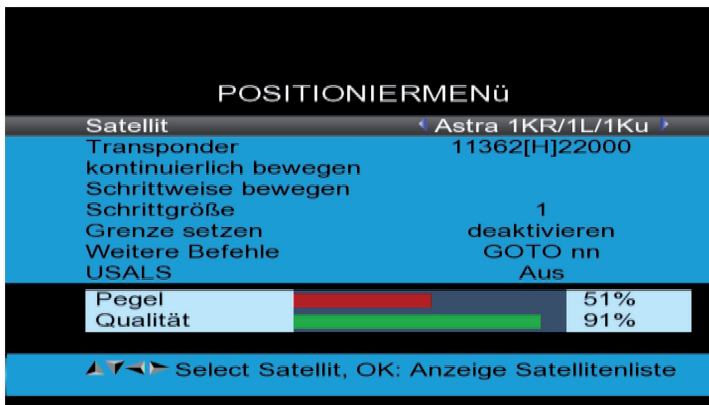 POSITIONIERMENü
Satellit Astra 1KR/1L/1Ku
Transponder 11362[H]22000
kontinuierlich bewegen
Schrittweise bewegen
Schrittgröße 1
Grenze setzen deaktivieren
Weitere Befehle GOTO nn
USALS Aus
Pegel 51%
Qualität 91%
Select Satellit, OK: Anzeige Satellitenliste